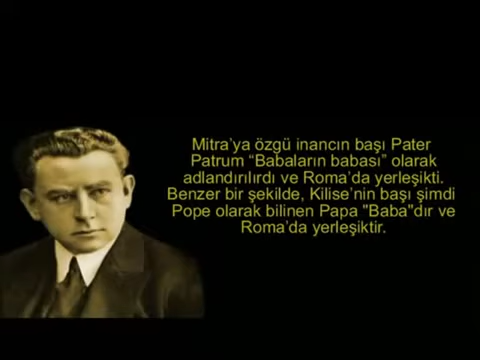 Mitra'ya özgü inancın başı Pater
Patrum “Babaların babası” olarak
adlandırılırdı ve Roma'da yerleşikti.
Benzer bir şekilde, Kilise'nin başı şimdi
Pope olarak bilinen Papa "Baba"dır ve
Roma'da yerleşiktir.